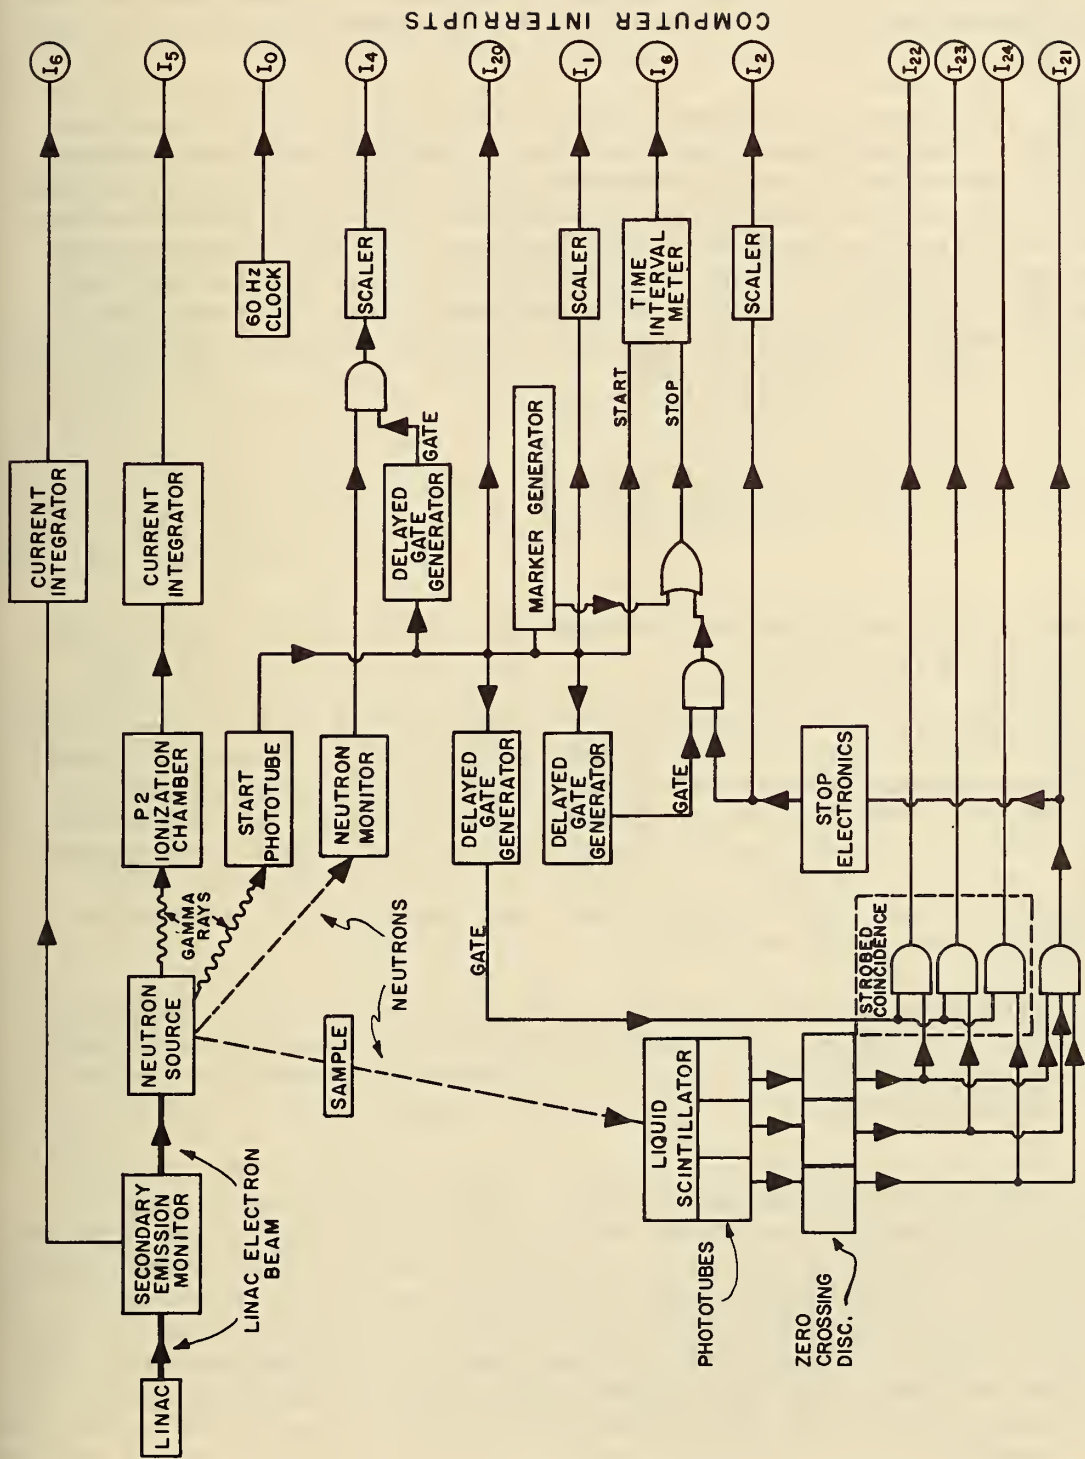 COMPUTER INTERRUPTS
I6
I5
I0
I4
I20
I1
I6
I2
I22
I23
I24
I21
CURRENT
INTEGRATOR
CURRENT
INTEGRATOR
60 Hz
CLOCK
SCALER
SCALER
TIME
INTERVAL
METER
SCALER
GATE
DELAYED
GATE
GENERATOR
MARKER GENERATOR
START
STOP
P2
IONIZATION
CHAMBER
START
PHOTOTUBE
NEUTRON
MONITOR
DELAYED
GATE
GENERATOR
DELAYED
GATE
GENERATOR
GATE
STOP
ELECTRONICS
GAMMA
RAYS
NEUTRONS
GATE
STROBED
COINCIDENCE
NEUTRON
SOURCE
SAMPLE
LIQUID
SCINTILLATOR
SECONDARY
EMISSION
MONITOR
LINAC ELECTRON
BEAM
PHOTOTUBES
ZERO
CROSSING
DISC.
LINAC